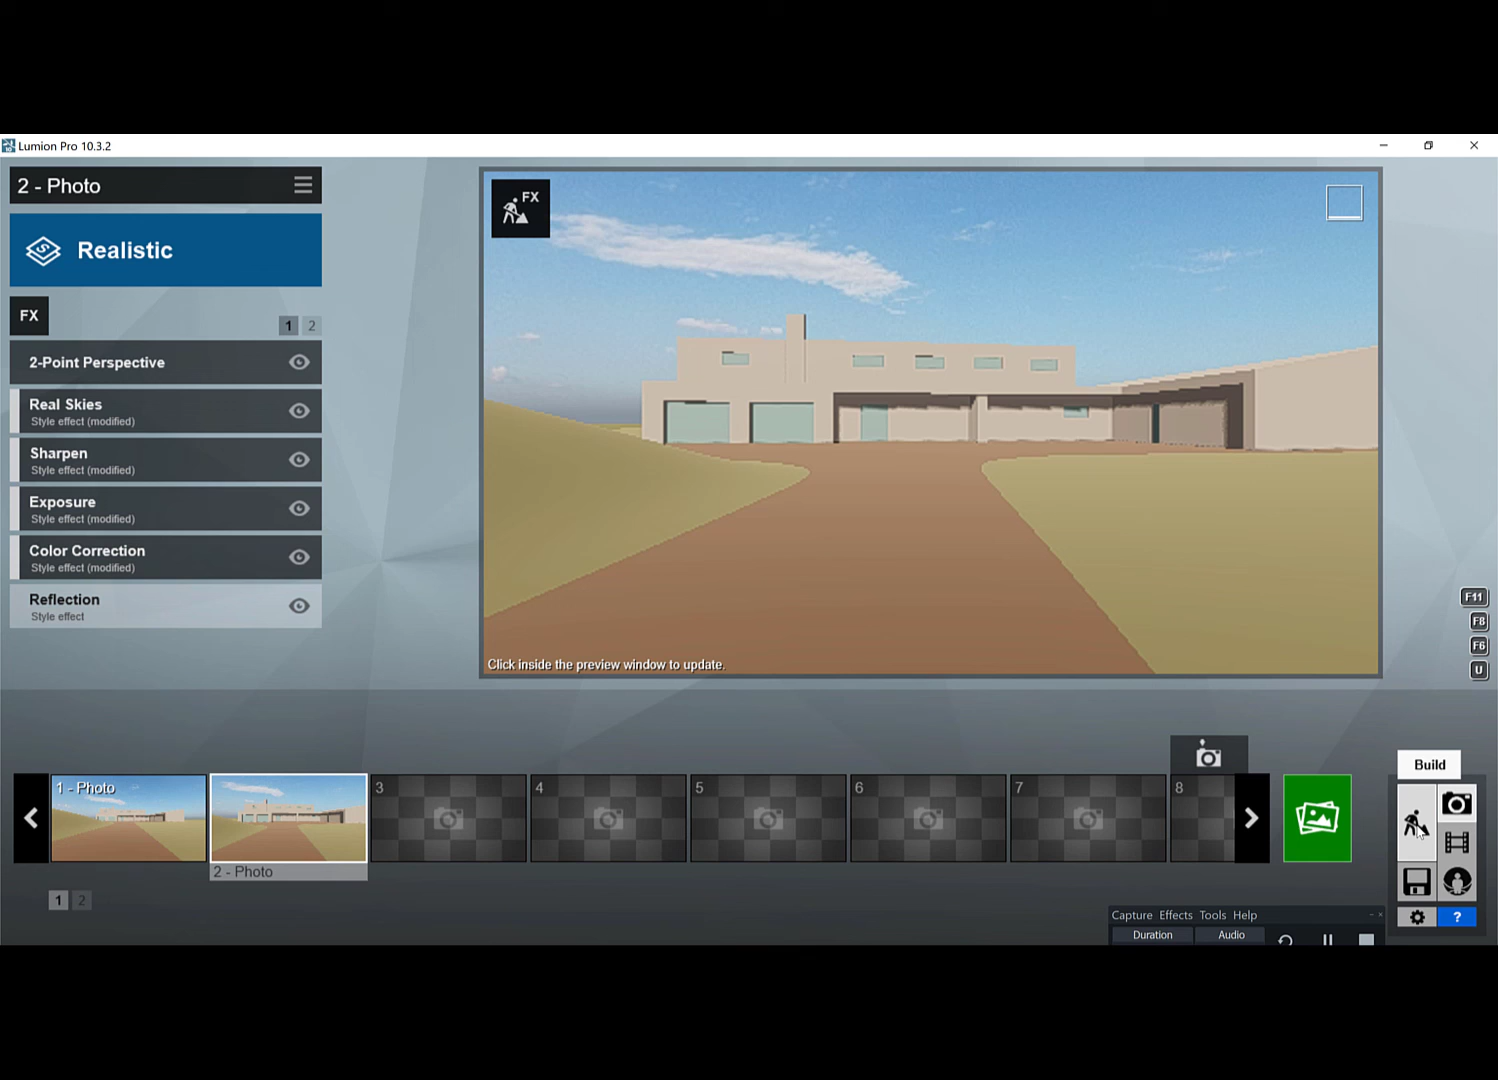 Lumion Pro 10.3.2
2 - Photo
Realistic
FX
1 2
2-Point Perspective
Real Skies
Style effect (modified)
Sharpen
Style effect (modified)
Exposure
Style effect (modified)
Color Correction
Style effect (modified)
Reflection
Style effect
FX
Click inside the preview window to update.
F11
F8
F6
U
1 - Photo
2 - Photo
3
4
5
6
7
8
1 2
Build
?
Capture Effects Tools Help
Duration Audio